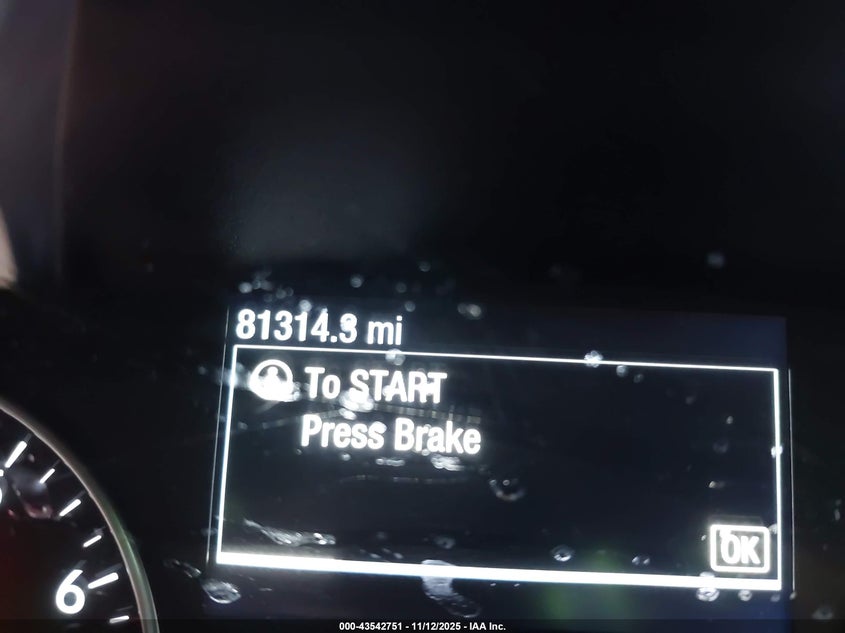 81314.3 mi
To START
Press Brake
OK
6
000-43542751 - 11/12/2025 - IAA Inc.